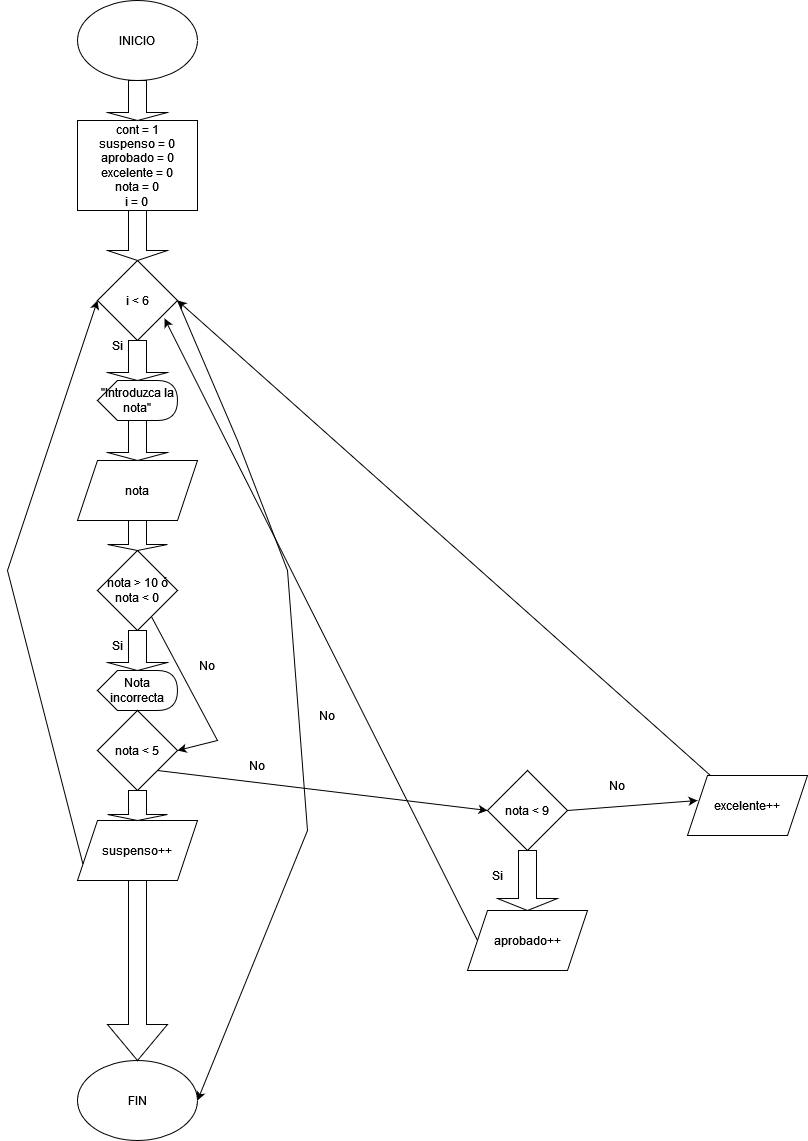 INICIO
cont = 1
suspenso = 0
aprobado = 0
excelente = 0
nota = 0
i = 0
i < 6
Si
"Introduzca la
nota"
nota
nota > 10 ó
nota < 0
Si
No
Nota
incorrecta
No
nota < 5
No
No
nota < 9
excelente++
suspenso++
Si
aprobado++
FIN